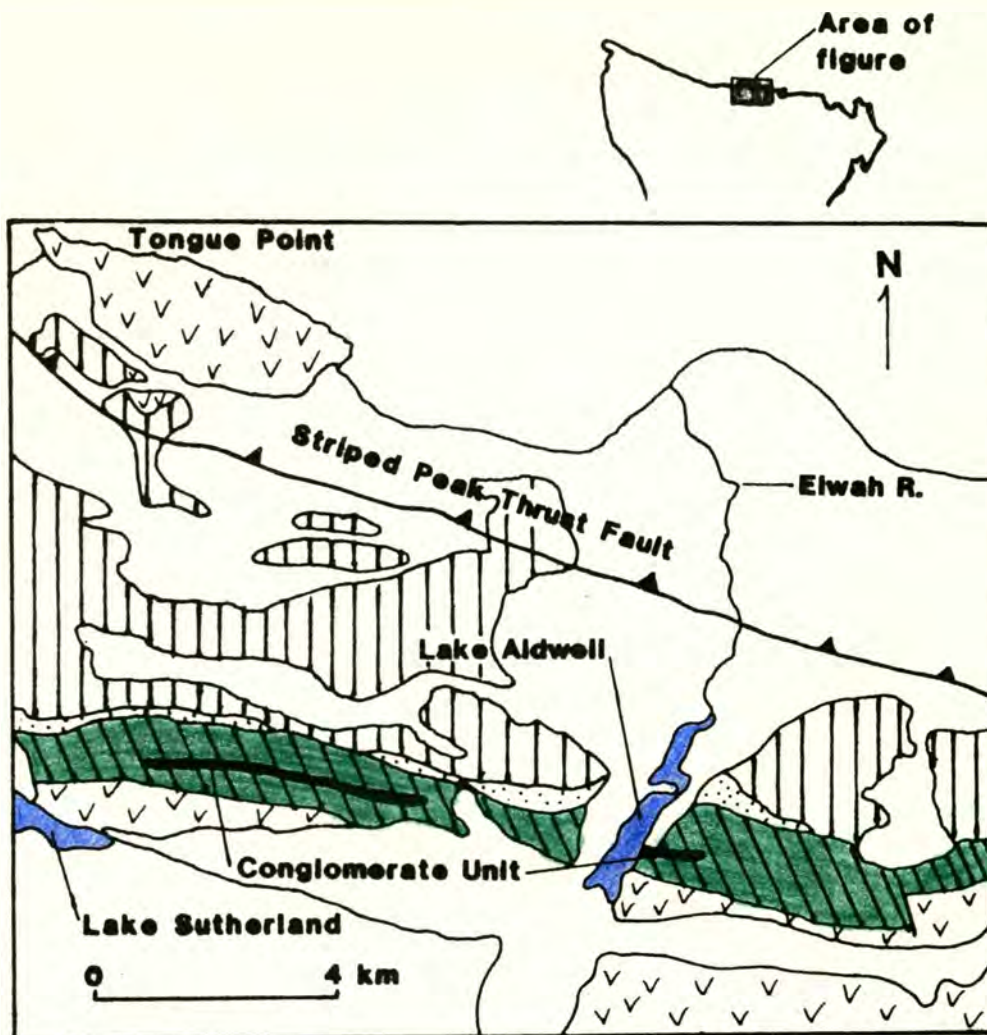 Area of
figure
Tongue Point
N
Striped Peak Thrust Fault
Elwah R.
Lake Aldwell
Conglomerate Unit
Lake Sutherland
0 4 km